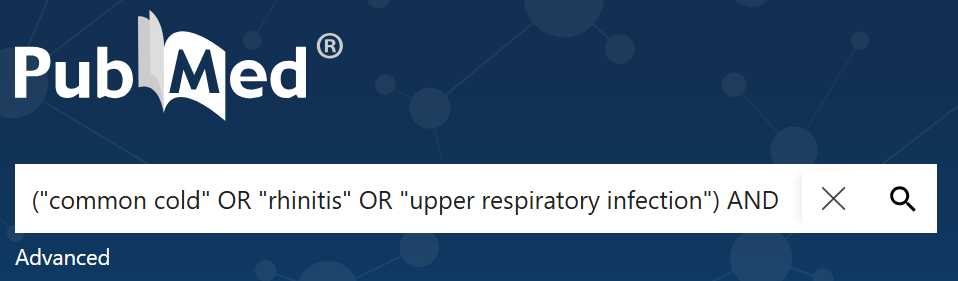 PubMed®
("common cold" OR "rhinitis" OR "upper respiratory infection") AND
Advanced